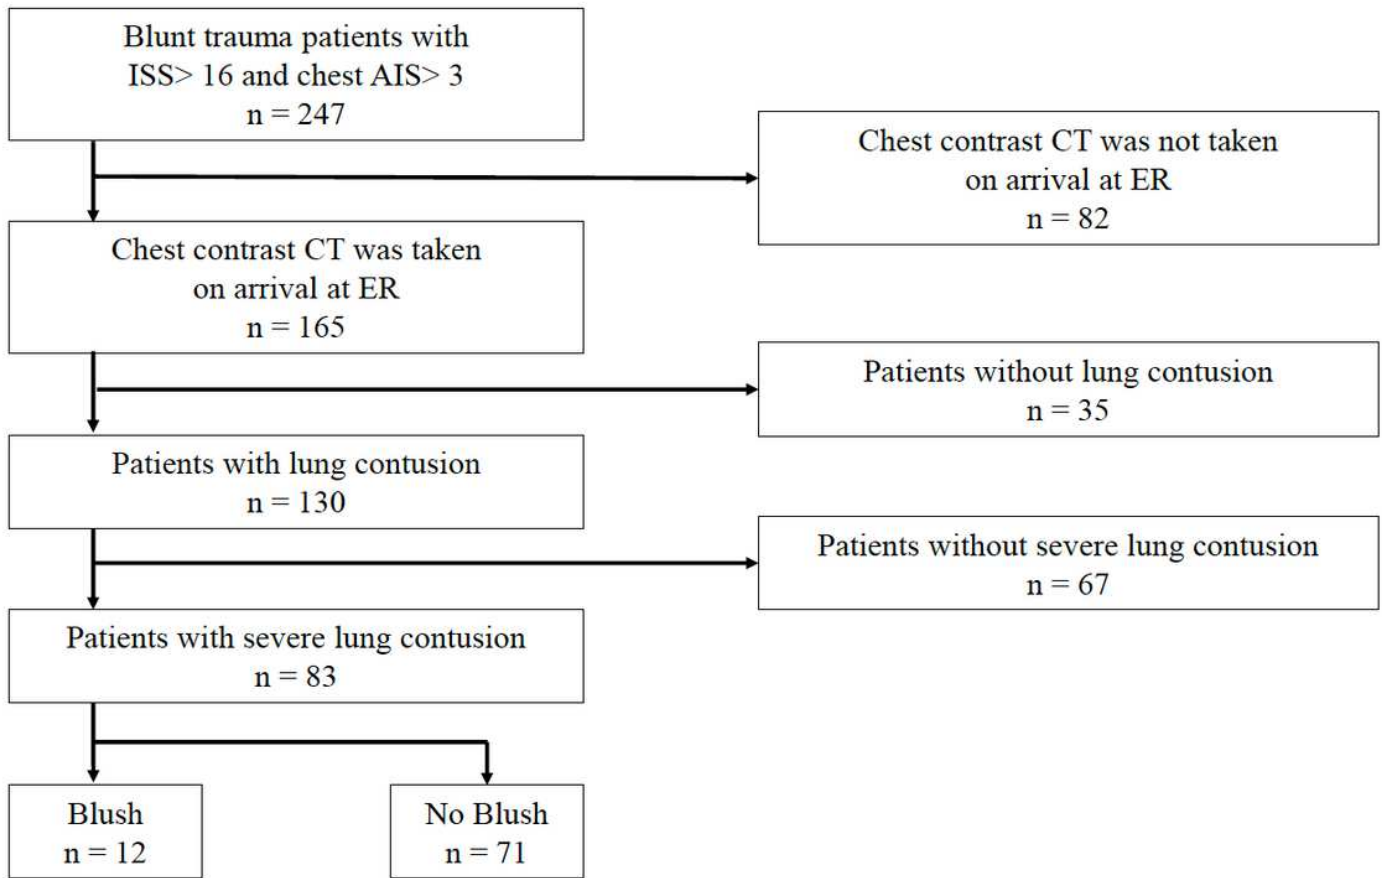 Blunt trauma patients with
ISS> 16 and chest AIS> 3
n = 247
Chest contrast CT was not taken
on arrival at ER
n = 82
Chest contrast CT was taken
on arrival at ER
n = 165
Patients without lung contusion
n = 35
Patients with lung contusion
n = 130
Patients without severe lung contusion
n = 67
Patients with severe lung contusion
n = 83
Blush
n = 12
No Blush
n = 71